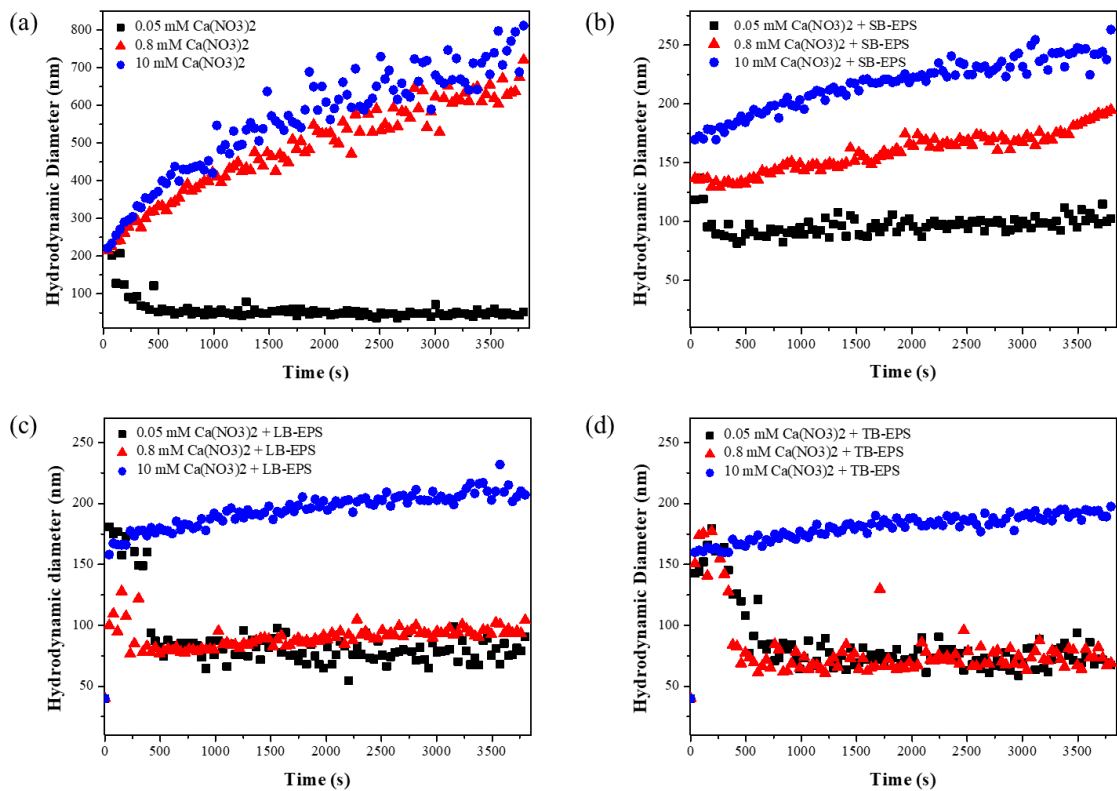 (a)
0.05 mM Ca(NO3)2
0.8 mM Ca(NO3)2
10 mM Ca(NO3)2
Hydrodynamic Diameter (nm)
800
700
600
500
400
300
200
100
0
500
1000
1500
2000
2500
3000
3500
Time (s)
(b)
0.05 mM Ca(NO3)2 + SB-EPS
0.8 mM Ca(NO3)2 + SB-EPS
10 mM Ca(NO3)2 + SB-EPS
Hydrodynamic Diameter (nm)
250
200
150
100
50
0
500
1000
1500
2000
2500
3000
3500
Time (s)
(c)
0.05 mM Ca(NO3)2 + LB-EPS
0.8 mM Ca(NO3)2 + LB-EPS
10 mM Ca(NO3)2 + LB-EPS
Hydrodynamic diameter (nm)
250
200
150
100
50
0
500
1000
1500
2000
2500
3000
3500
Time (s)
(d)
0.05 mM Ca(NO3)2 + TB-EPS
0.8 mM Ca(NO3)2 + TB-EPS
10 mM Ca(NO3)2 + TB-EPS
Hydrodynamic Diameter (nm)
250
200
150
100
50
0
500
1000
1500
2000
2500
3000
3500
Time (s)